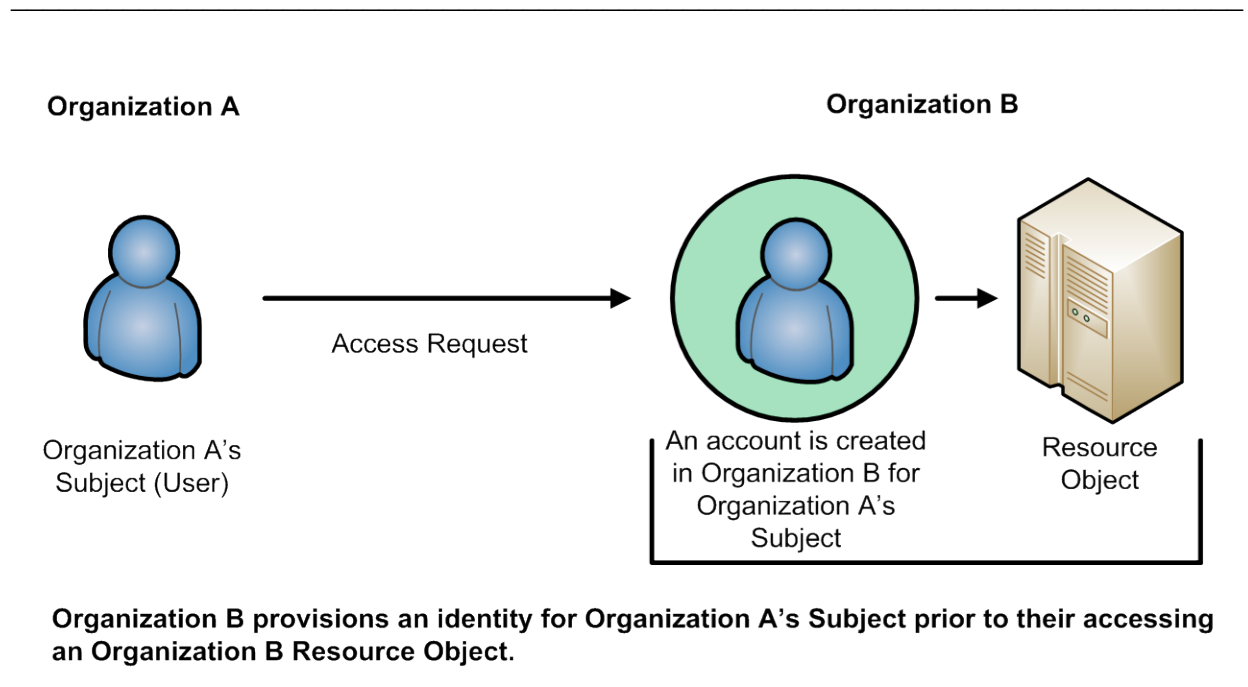 Organization A
Organization B
Access Request
Organization A's
Subject (User)
An account is created
in Organization B for
Organization A's
Subject
Resource
Object
Organization B provisions an identity for Organization A's Subject prior to their accessing
an Organization B Resource Object.